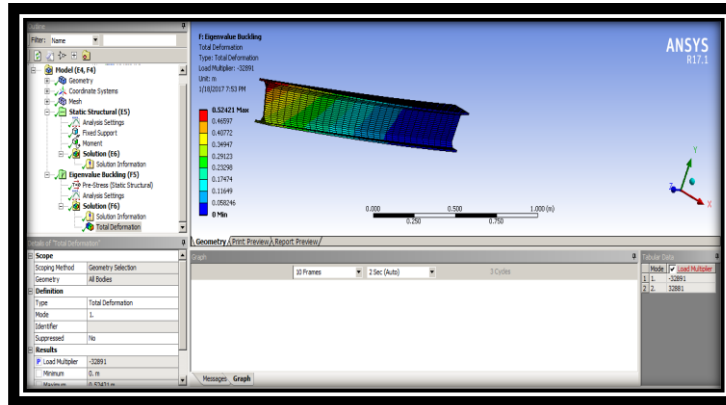 Filter: Name
Model (E4, F4)
Geometry
Coordinate Systems
Mesh
Static Structural (E5)
Analysis Settings
Fixed Support
Moment
Solution (E6)
Solution Information
Eigenvalue Buckling (F5)
Pre-Stress (Static Structural)
Analysis Settings
Solution (F6)
Solution Information
Total Deformation
F: Eigenvalue Buckling
Total Deformation
Type: Total Deformation
Load Multiplier: -32891
Unit: m
1/18/2017 7:53 PM
0.52421 Max
0.46597
0.40772
0.34947
0.29123
0.23298
0.17474
0.11649
0.058246
0 Min
ANSYS
R17.1
Y
X
0.000 0.500 1.000 (m)
0.250 0.750
Geometry Print Preview Report Preview
Details of "Total Deformation"
Scope
Scoping Method Geometry Selection
Geometry All Bodies
Definition
Type Total Deformation
Mode 1.
Identifier
Suppressed No
Results
P Load Multiplier -32891
Minimum 0. m
Maximum 0.52421 m
Graph
10 Frames 2 Sec (Auto) 3 Cycles
Messages Graph
Tabular Data
Mode Load Multiplier
1 1. -32891
2 2. 32881